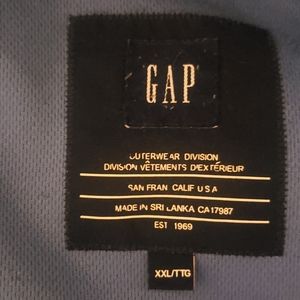 GAP
OUTERWEAR DIVISION
DIVISION VÊTEMENTS D'EXTÉRIEUR
SAN FRAN CALIF U S A
MADE IN SRI LANKA CA17987
EST 1969
XXL/TTG